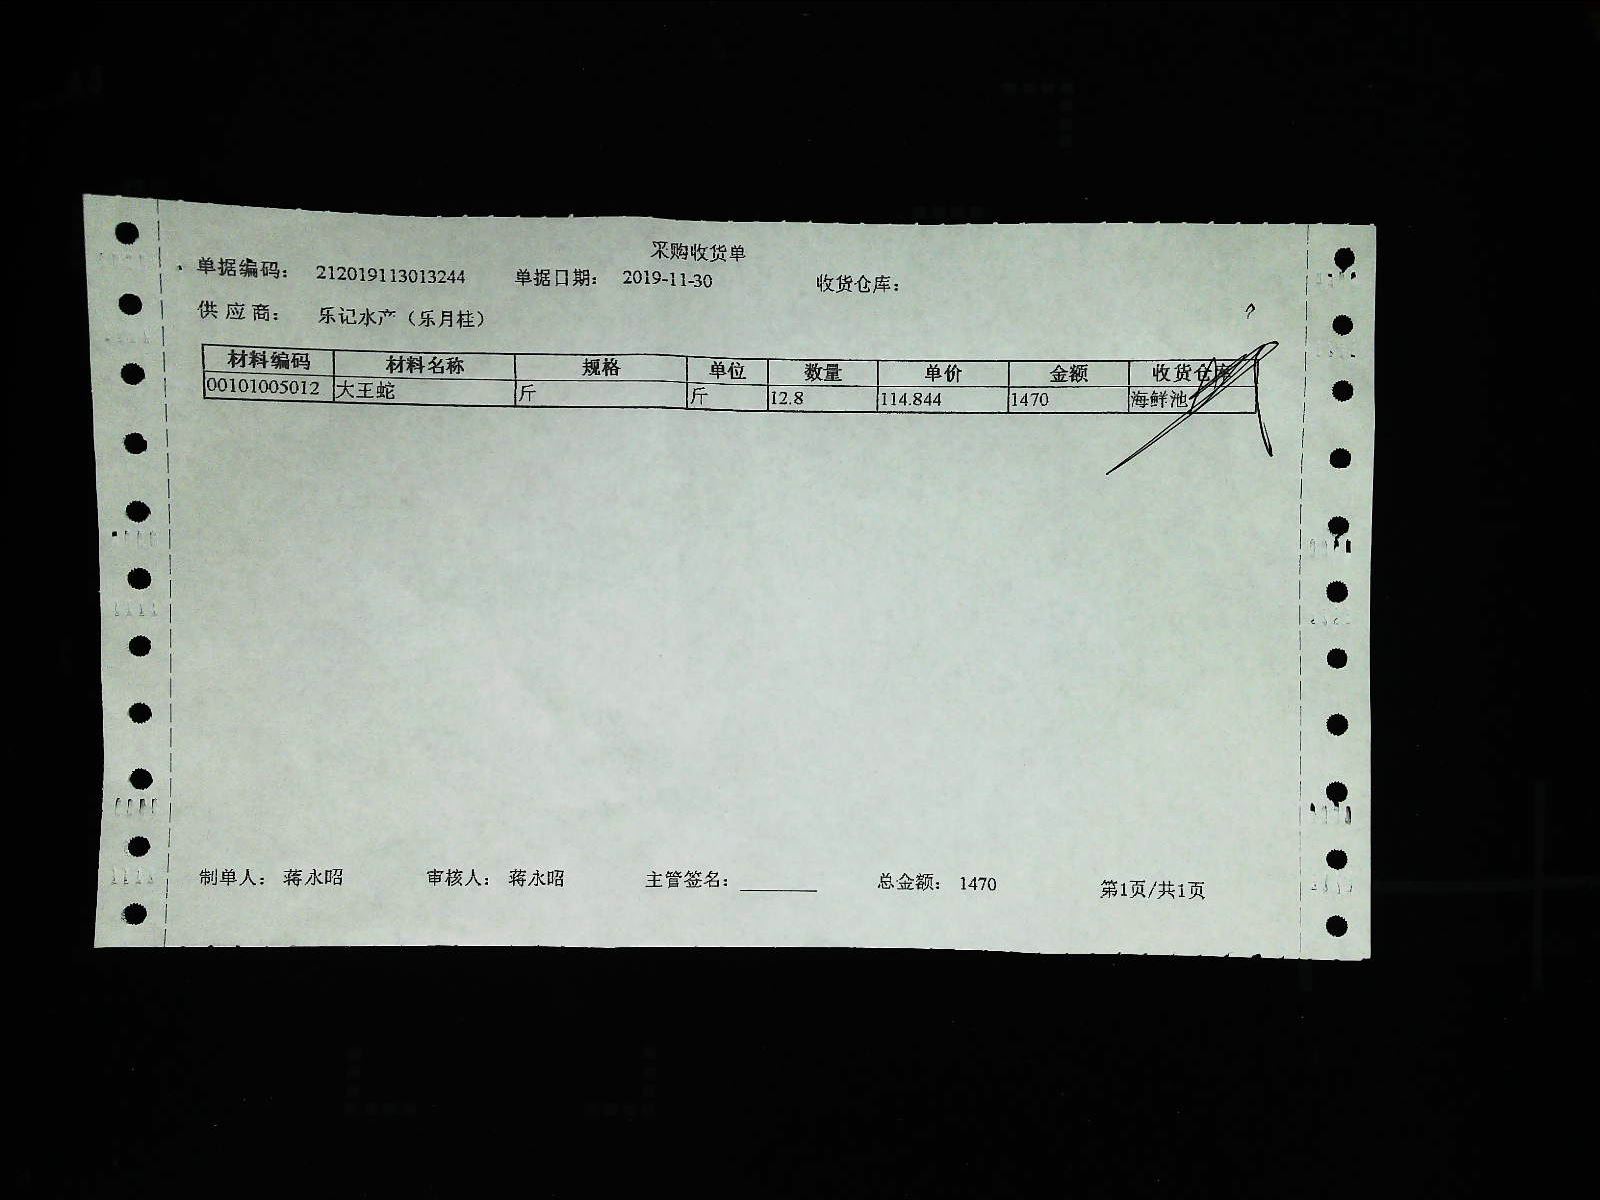 采购收货单
单据编码： 212019113013244 单据日期： 2019-11-30 收货仓库：
供 应 商： 乐记水产（乐月桂）
材料编码 材料名称 规格 单位 数量 单价 金额 收货仓库
00101005012 大王蛇 斤 斤 12.8 114.844 1470 海鲜池
制单人： 蒋永昭 审核人： 蒋永昭 主管签名： 总金额： 1470 第1页/共1页